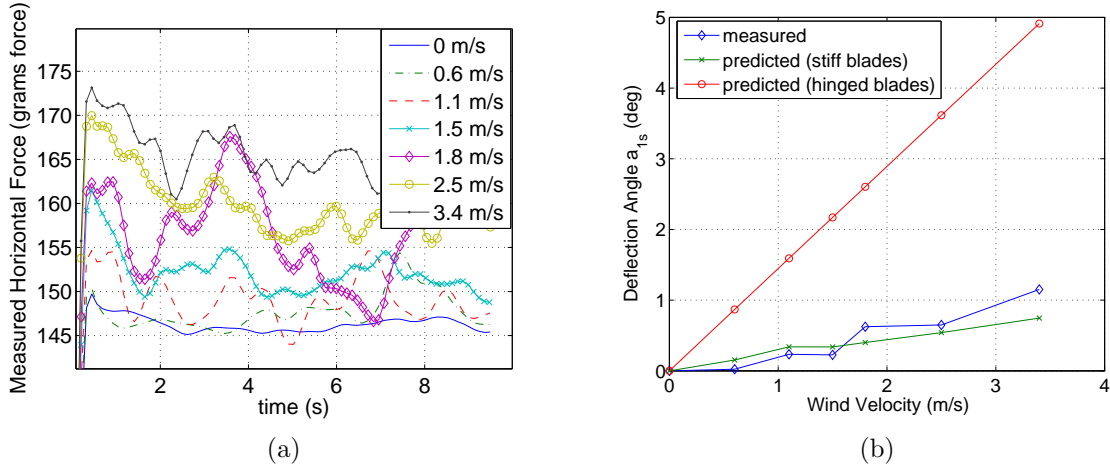 175
170
165
160
155
150
145
Measured Horizontal Force (grams force)
2 4 6 8
time (s)
0 m/s
0.6 m/s
1.1 m/s
1.5 m/s
1.8 m/s
2.5 m/s
3.4 m/s
(a)
5
4
3
2
1
0
Deflection Angle a1s (deg)
measured
predicted (stiff blades)
predicted (hinged blades)
0 1 2 3 4
Wind Velocity (m/s)
(b)